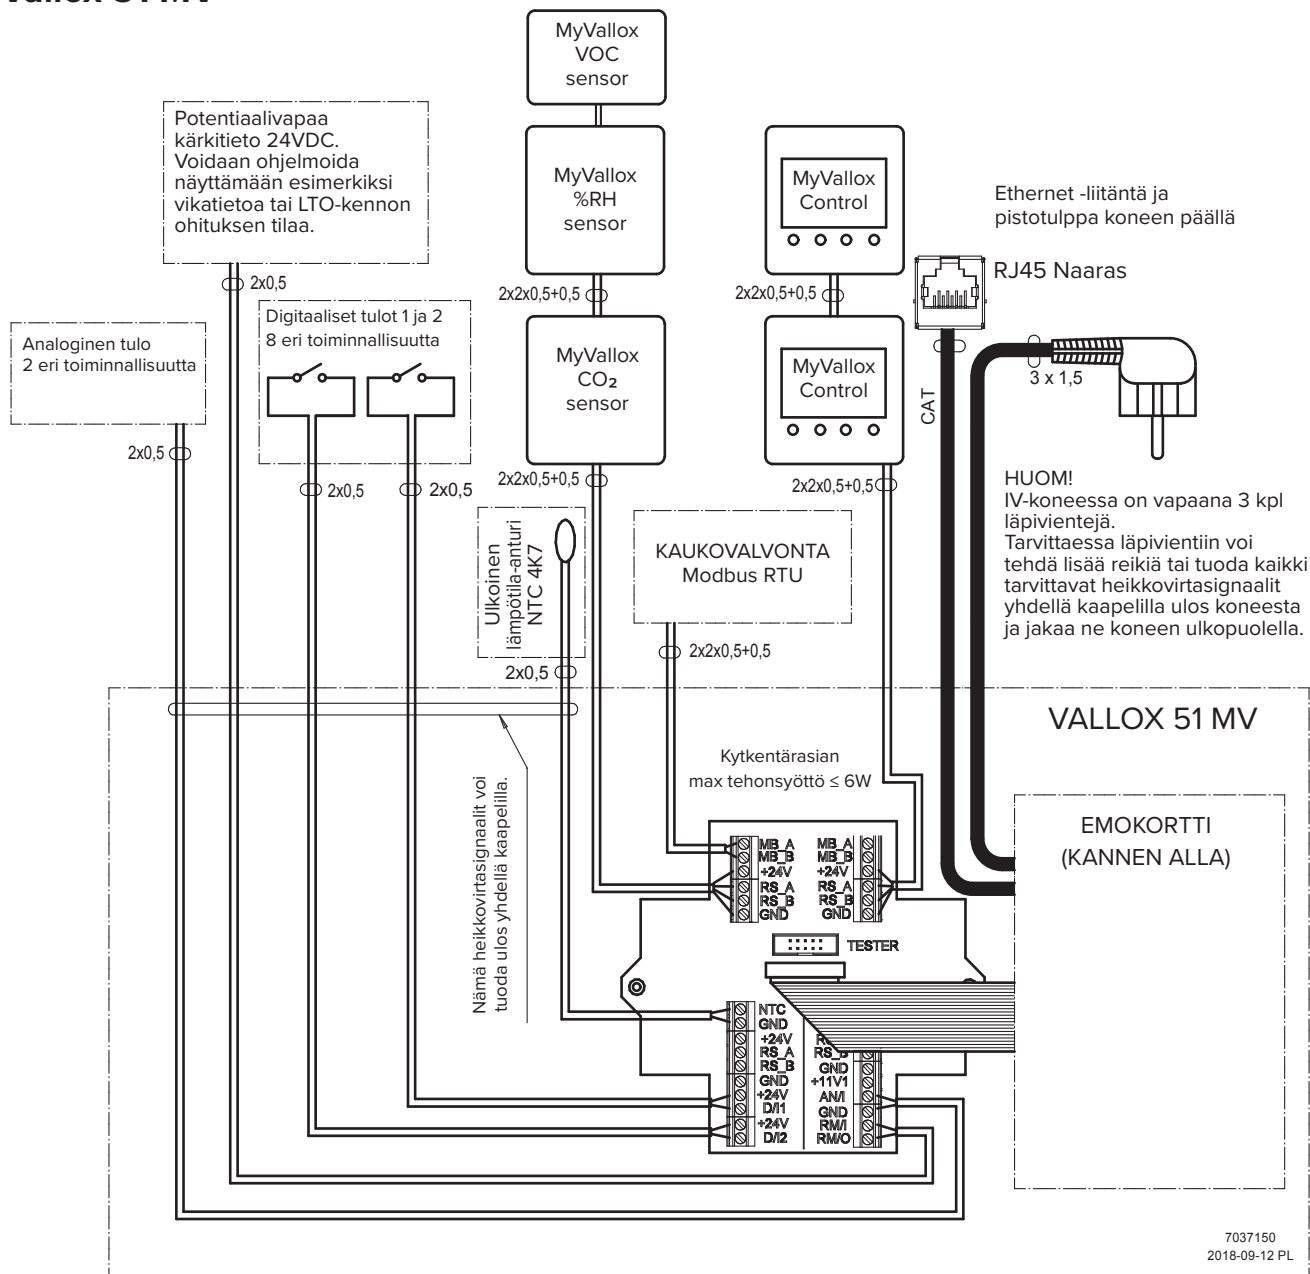 MyVallox
VOC
sensor
Potentiaalivapaa
kärkitieto 24VDC.
Voidaan ohjelmoida
näyttämään esimerkiksi
vikatietoa tai LTO-kennon
ohituksen tilaa.
MyVallox
%RH
sensor
MyVallox
Control
Ethernet -liitäntä ja
pistotulppa koneen päällä
RJ45 Naaras
2x0,5
2x2x0,5+0,5
2x2x0,5+0,5
Digitaaliset tulot 1 ja 2
8 eri toiminnallisuutta
Analoginen tulo
2 eri toiminnallisuutta
MyVallox
CO₂
sensor
MyVallox
Control
3 x 1,5
CAT
2x0,5
2x0,5
2x0,5
2x2x0,5+0,5
2x2x0,5+0,5
HUOM!
IV-koneessa on vapaana 3 kpl
läpivientejä.
Tarvittaessa läpivientiin voi
tehdä lisää reikiä tai tuoda kaikki
tarvittavat heikkovirtasignaalit
yhdellä kaapelilla ulos koneesta
ja jakaa ne koneen ulkopuolella.
Ulkoinen
lämpötila-anturi
NTC 4K7
KAUKOVALVONTA
Modbus RTU
2x0,5
2x2x0,5+0,5
VALLOX 51 MV
Kytkentärasian
max tehonsyöttö ≤ 6W
Nämä heikkovirtasignaalit voi
tuoda ulos yhdellä kaapelilla.
EMOKORTTI
(KANNEN ALLA)
MB_A
MB_B
+24V
RS_A
RS_B
GND
MB_A
MB_B
+24V
RS_A
RS_B
GND
TESTER
NTC
GND
+24V
RS_A
RS_B
GND
+24V
D/I1
+24V
D/I2
RS_B
GND
+11V1
AN/I
GND
RM/I
RM/O
7037150
2018-09-12 PL